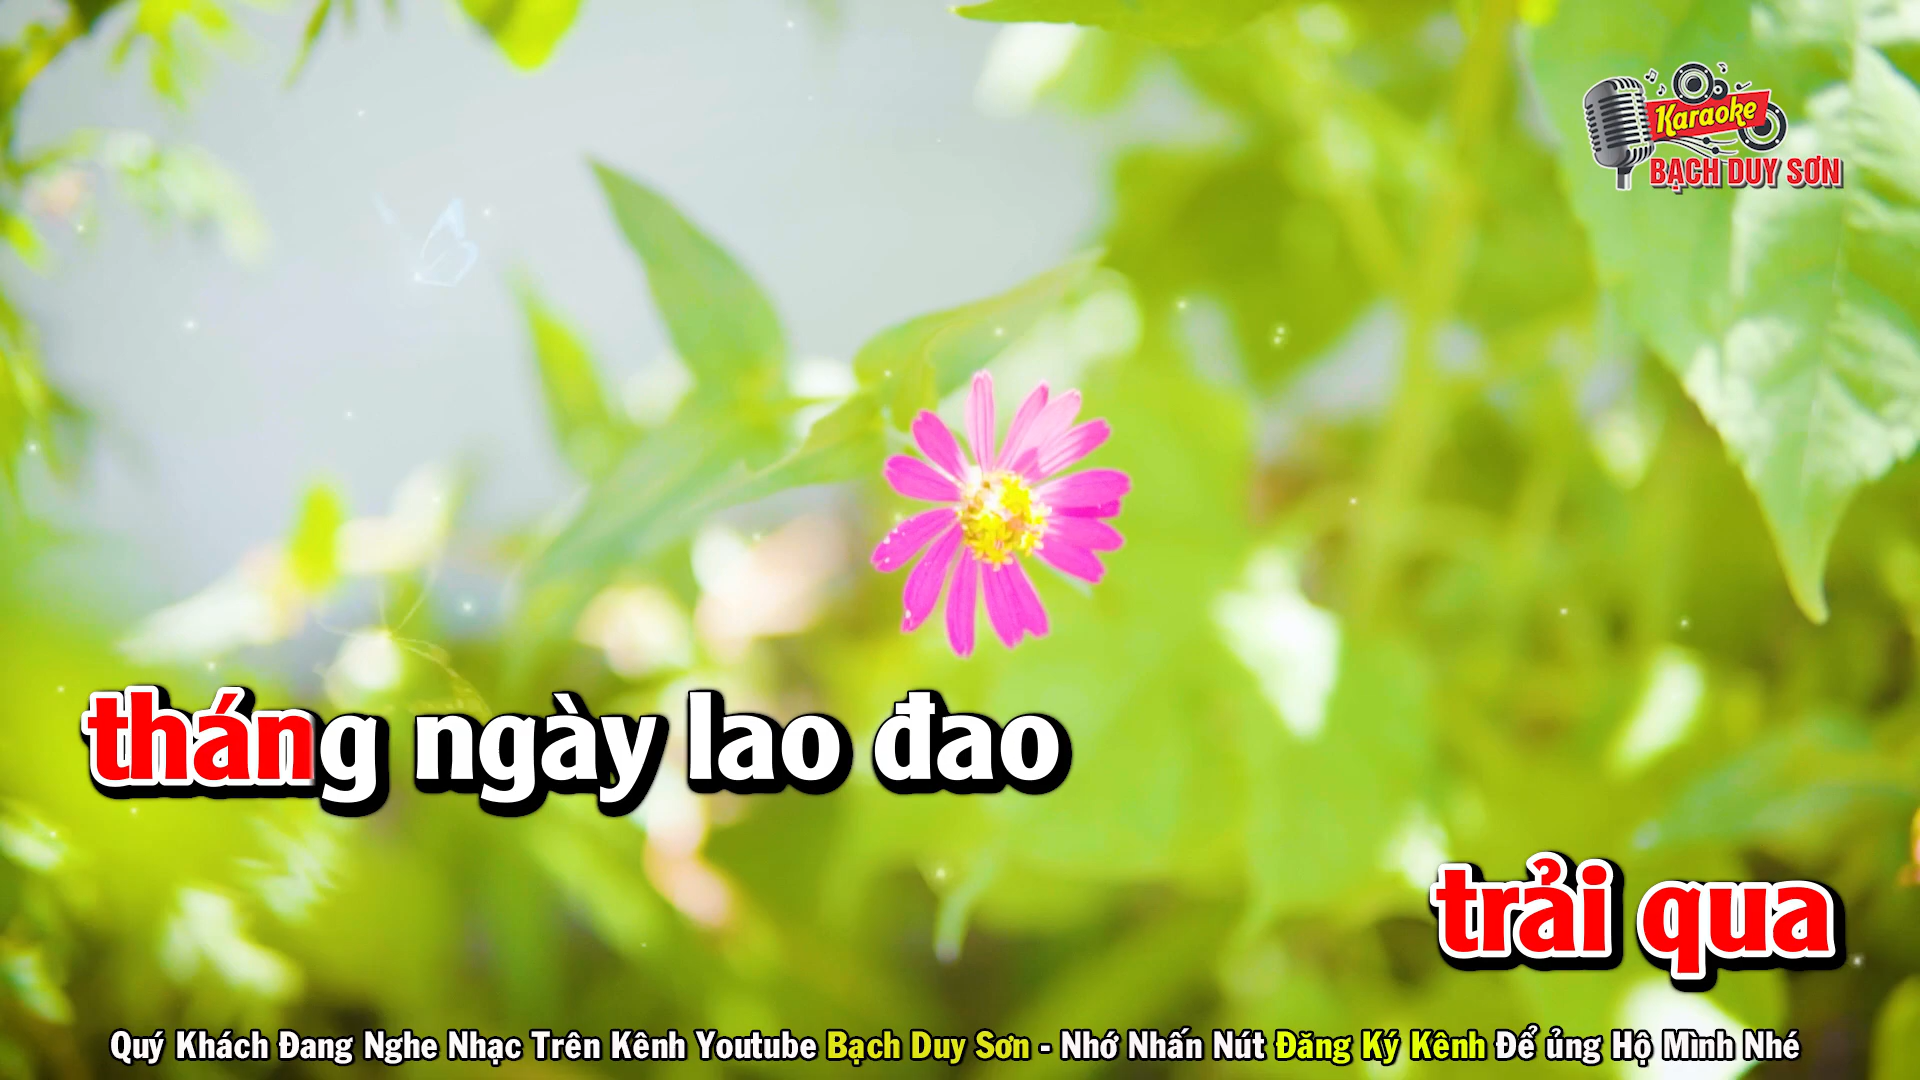 Karaoke
BẠCH DUY SƠN
tháng ngày lao đao
trải qua
Quý Khách Đang Nghe Nhạc Trên Kênh Youtube Bạch Duy Sơn - Nhớ Nhấn Nút Đăng Ký Kênh Để ủng Hộ Mình Nhé